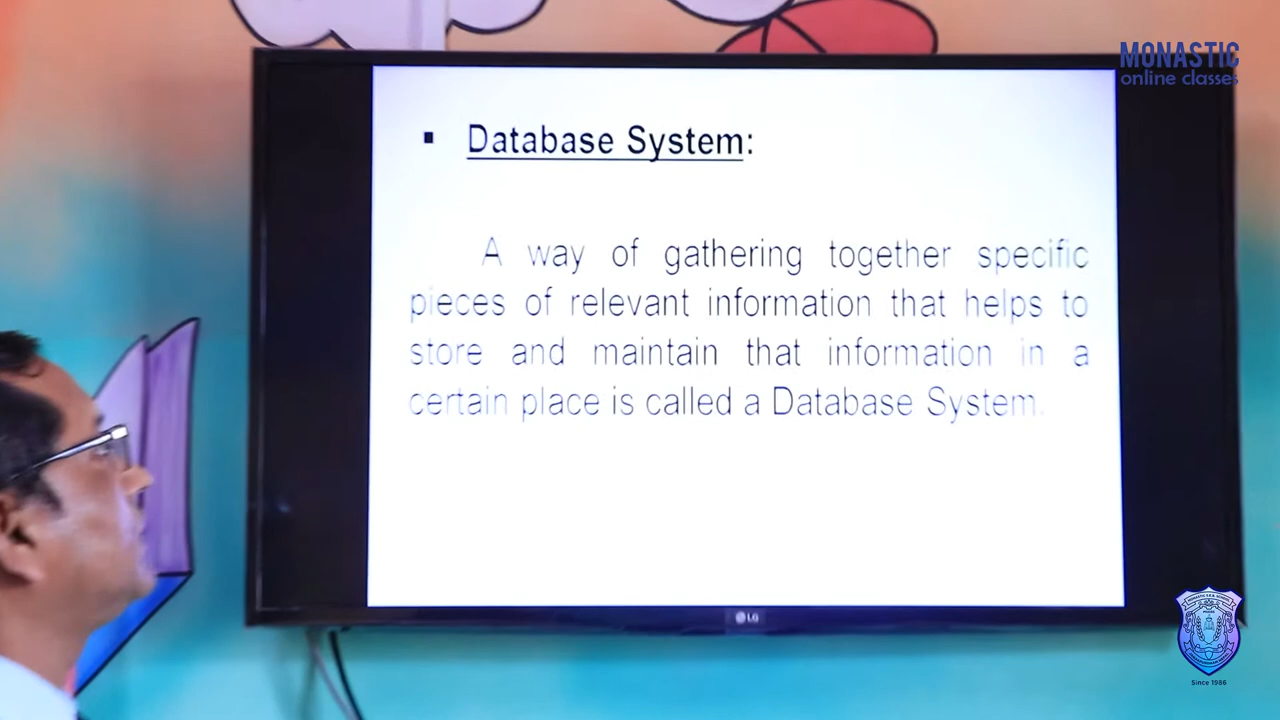 MONASTIC
online classes
▪ Database System:
A way of gathering together specific
pieces of relevant information that helps to
store and maintain that information in a
certain place is called a Database System.
LG
Since 1986